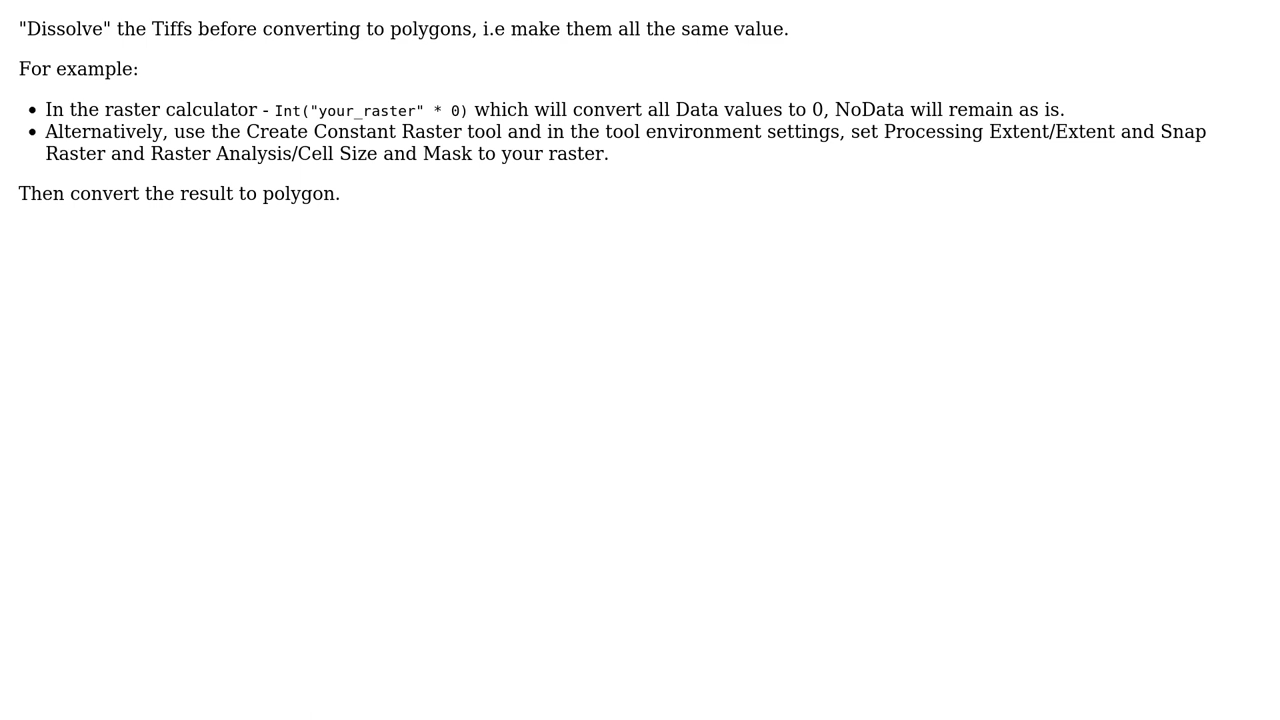 "Dissolve" the Tiffs before converting to polygons, i.e make them all the same value.
For example:
• In the raster calculator - Int("your_raster" * 0) which will convert all Data values to 0, NoData will remain as is.
• Alternatively, use the Create Constant Raster tool and in the tool environment settings, set Processing Extent/Extent and Snap
Raster and Raster Analysis/Cell Size and Mask to your raster.
Then convert the result to polygon.